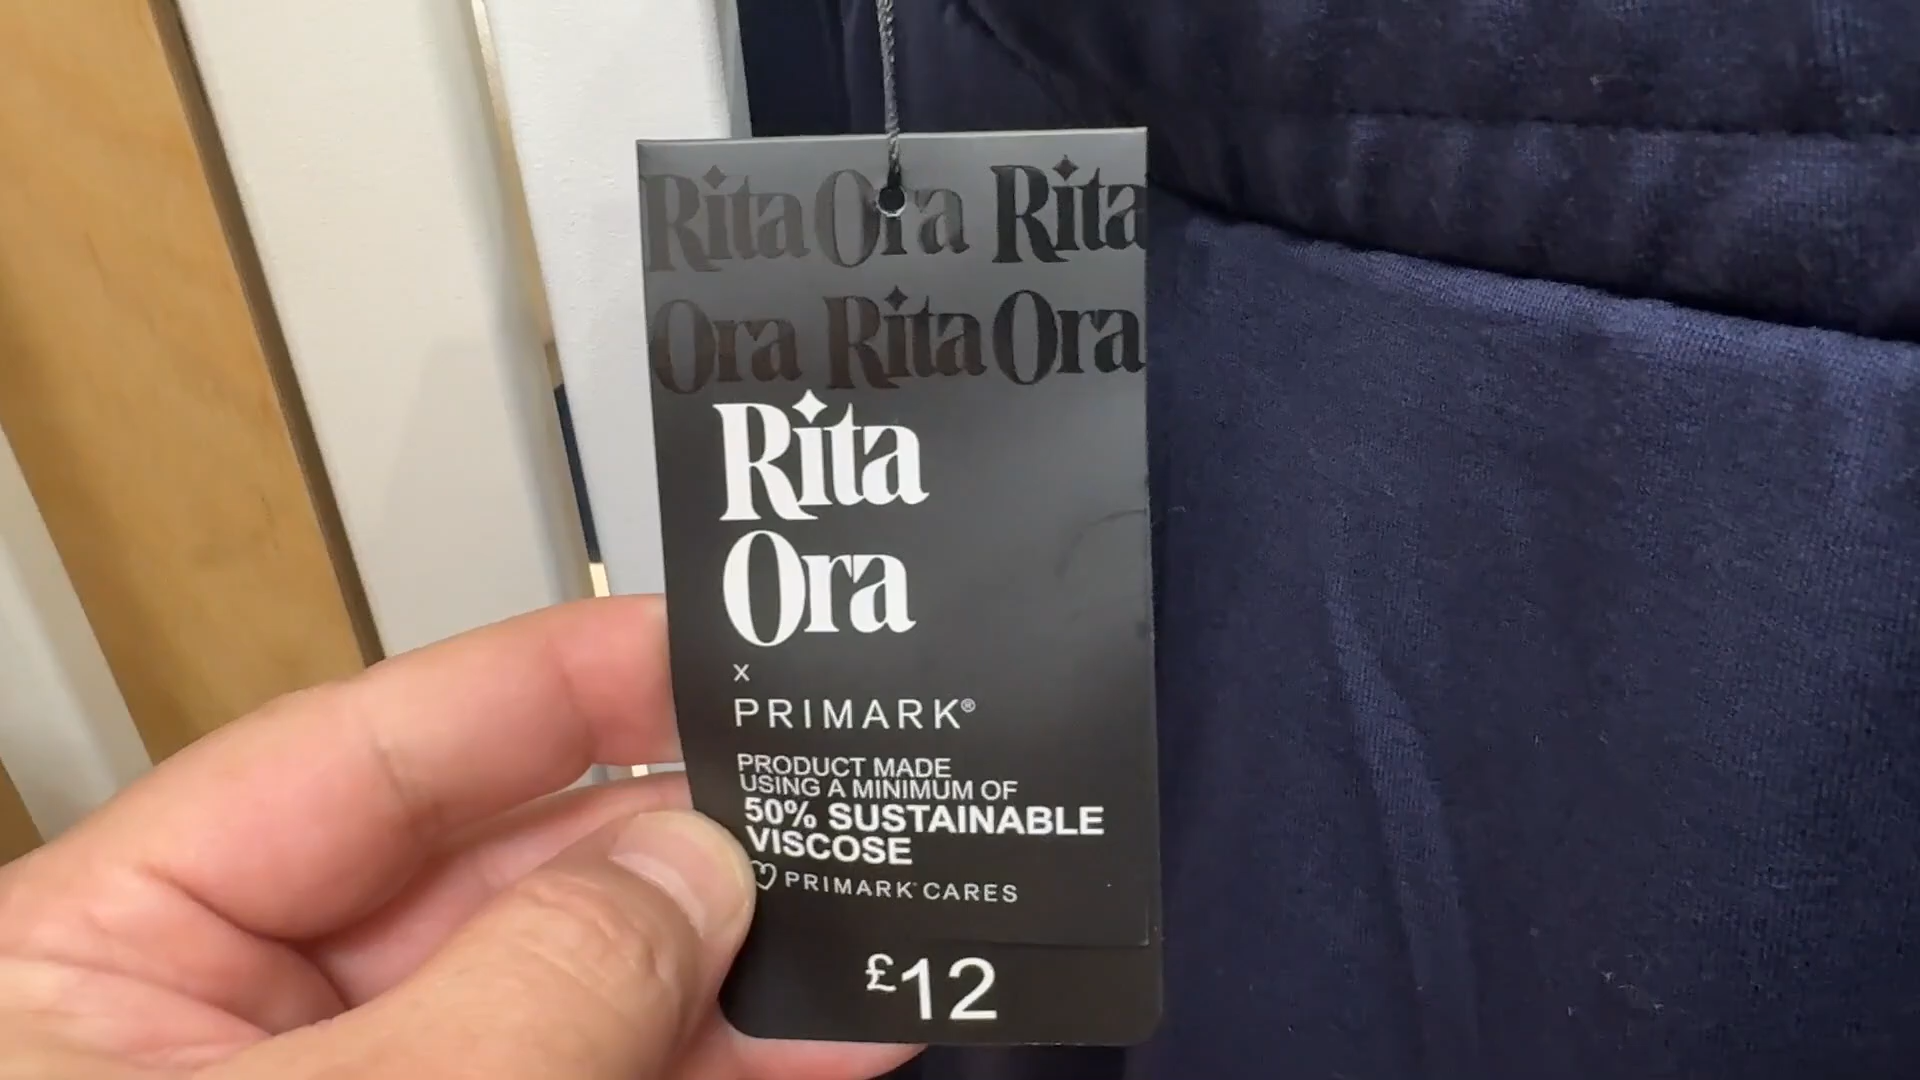 Rita Ora Rita
Ora Rita Ora
Rita
Ora
x
PRIMARK®
PRODUCT MADE
USING A MINIMUM OF
50% SUSTAINABLE
VISCOSE
PRIMARK CARES
£12